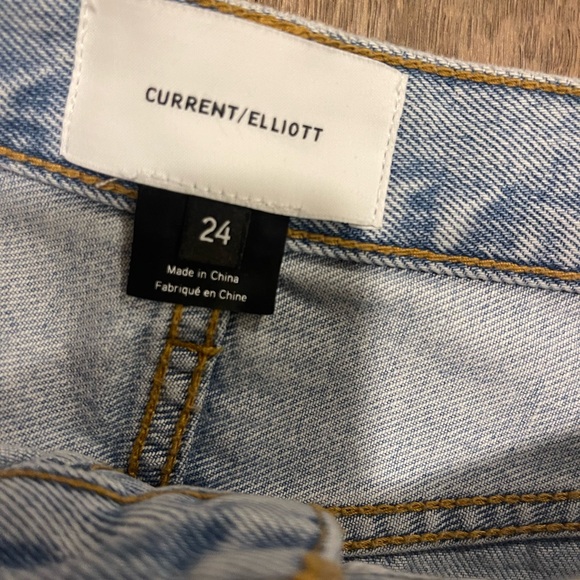 CURRENT/ELLIOTT
24
Made in China
Fabriqué en Chine